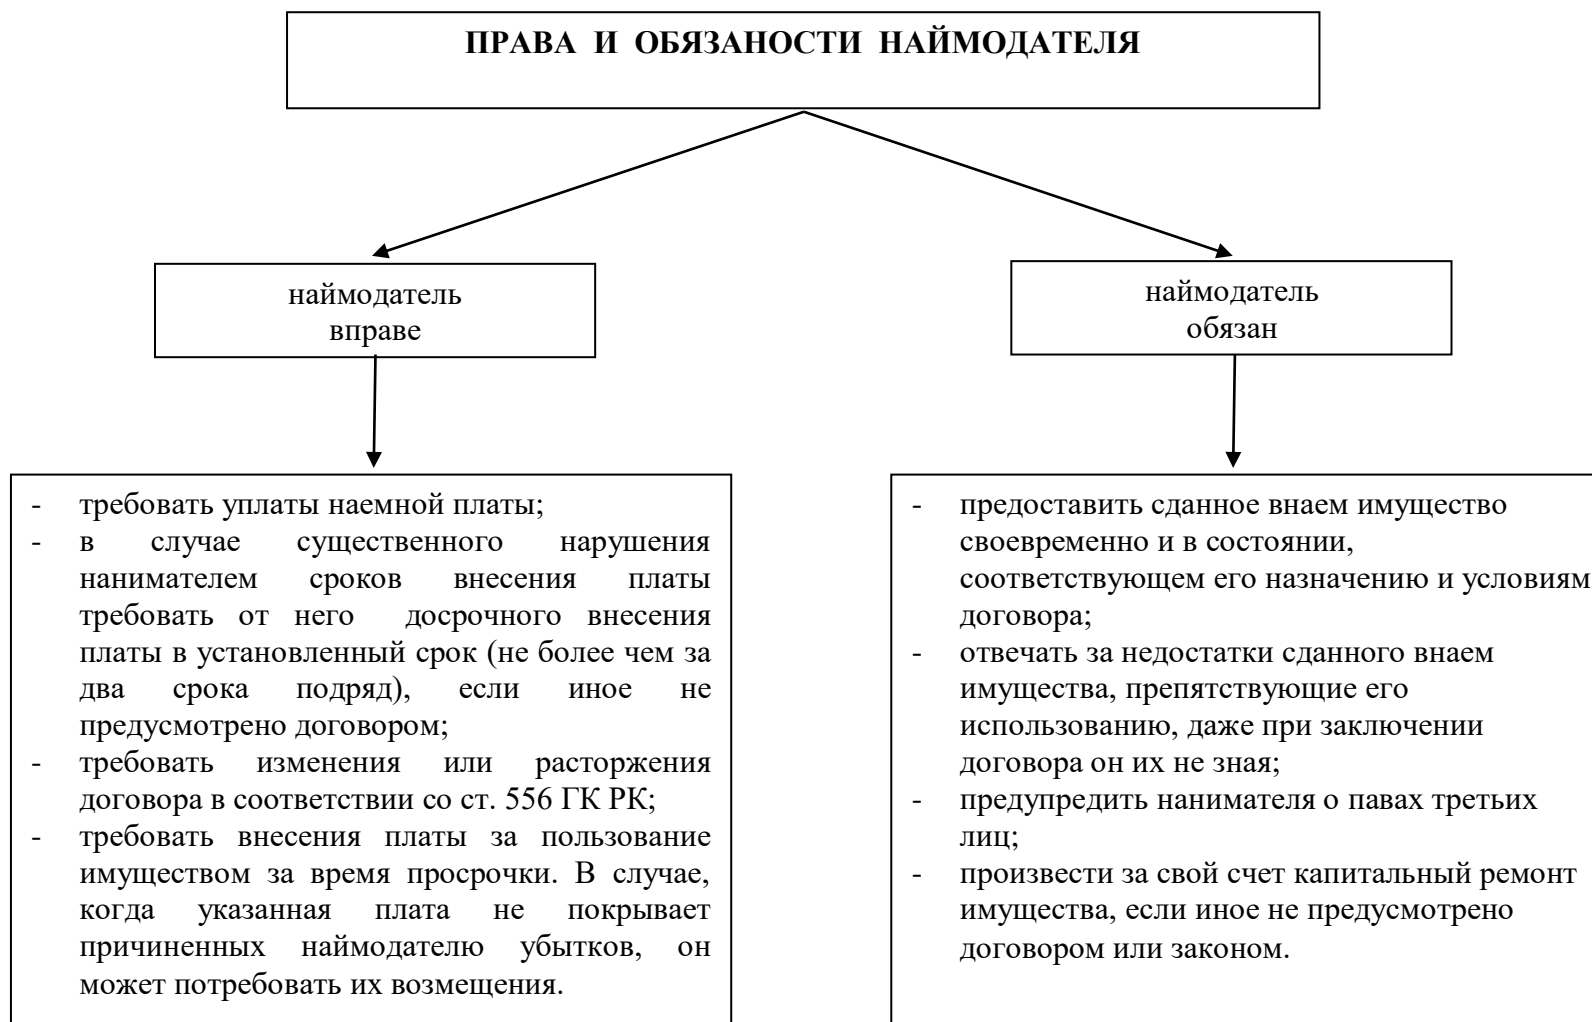 ПРАВА И ОБЯЗАНОСТИ НАЙМОДАТЕЛЯ
наймодатель
вправе
наймодатель
обязан
- требовать уплаты наемной платы;
- в случае существенного нарушения
нанимателем сроков внесения платы
требовать от него досрочного внесения
платы в установленный срок (не более чем за
два срока подряд), если иное не
предусмотрено договором;
- требовать изменения или расторжения
договора в соответствии со ст. 556 ГК РК;
- требовать внесения платы за пользование
имуществом за время просрочки. В случае,
когда указанная плата не покрывает
причиненных наймодателю убытков, он
может потребовать их возмещения.
- предоставить сданное внаем имущество
своевременно и в состоянии,
соответствующем его назначению и условиям
договора;
- отвечать за недостатки сданного внаем
имущества, препятствующие его
использованию, даже при заключении
договора он их не зная;
- предупредить нанимателя о павах третьих
лиц;
- произвести за свой счет капитальный ремонт
имущества, если иное не предусмотрено
договором или законом.